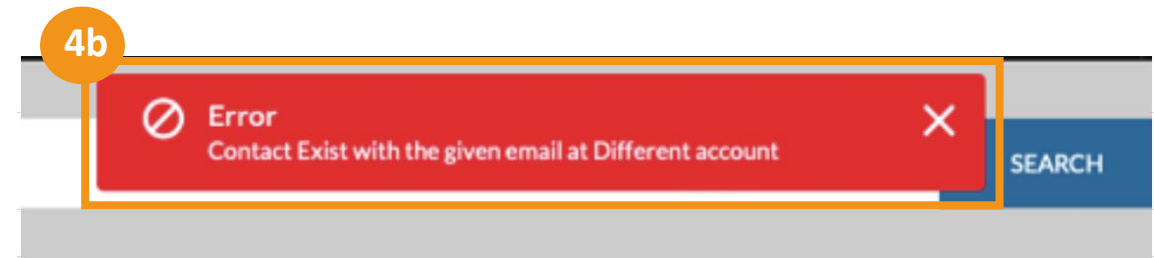 4b
Error
Contact Exist with the given email at Different account
SEARCH